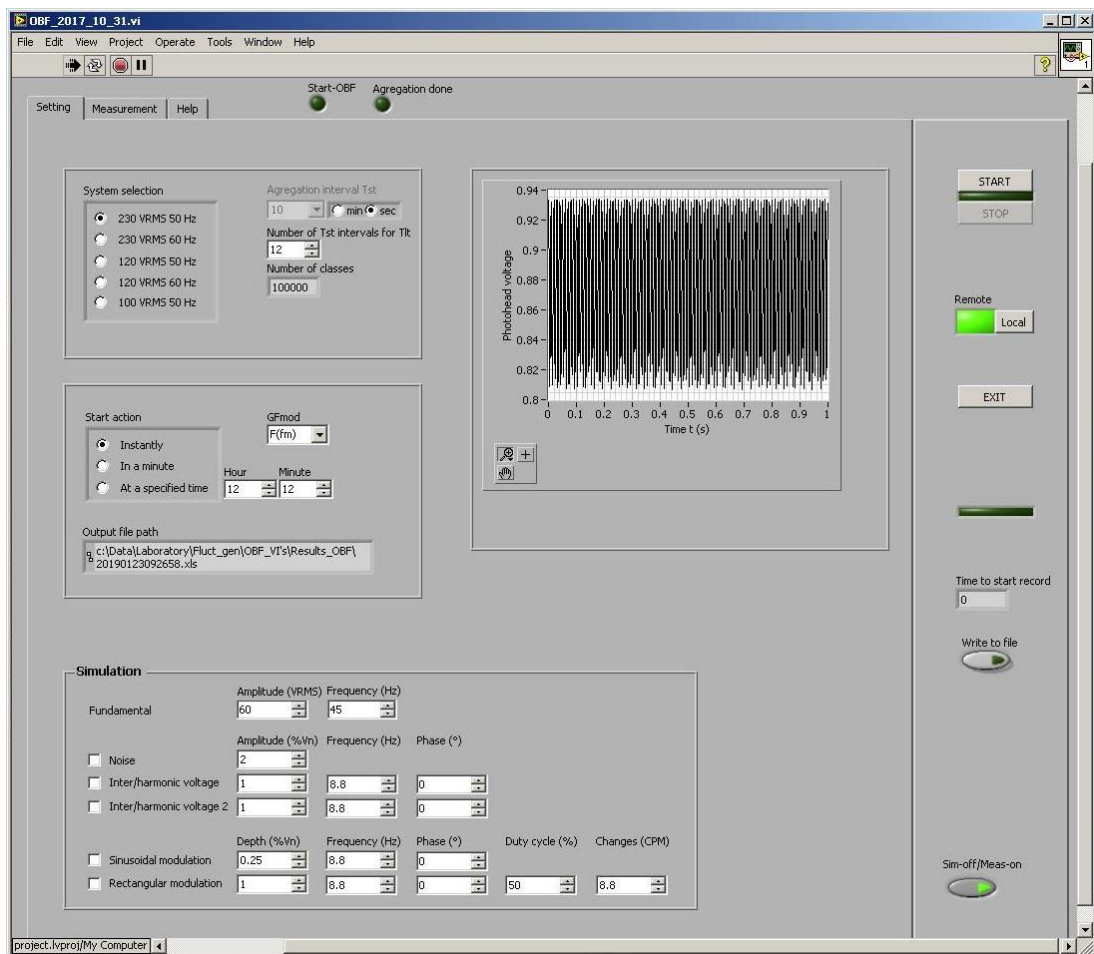 OBF_2017_10_31.vi
File Edit View Project Operate Tools Window Help
?
1
Start-OBF Agregation done
Setting Measurement Help
System selection
230 VRMS 50 Hz
230 VRMS 60 Hz
120 VRMS 50 Hz
120 VRMS 60 Hz
100 VRMS 50 Hz
Agregation interval Tst
10 min sec
Number of Tst intervals for Tlt
12
Number of classes
100000
Start action
Instantly
In a minute
At a specified time
GFmod
F(fm)
Hour Minute
12 12
Output file path
c:\Data\Laboratory\Fluct_gen\OBF_VI's\Results_OBF\
20190123092658.xls
Photohead voltage
0.94
0.92
0.9
0.88
0.86
0.84
0.82
0.8
0 0.1 0.2 0.3 0.4 0.5 0.6 0.7 0.8 0.9 1
Time t (s)
START
STOP
Remote
Local
EXIT
Time to start record
0
Write to file
Sim-off/Meas-on
Simulation
Amplitude (VRMS) Frequency (Hz)
Fundamental 60 45
Amplitude (%Vn) Frequency (Hz) Phase (°)
Noise 2
Inter/harmonic voltage 1 8.8 0
Inter/harmonic voltage 2 1 8.8 0
Depth (%Vn) Frequency (Hz) Phase (°) Duty cycle (%) Changes (CPM)
Sinusoidal modulation 0.25 8.8 0
Rectangular modulation 1 8.8 0 50 8.8
project.lvproj/My Computer